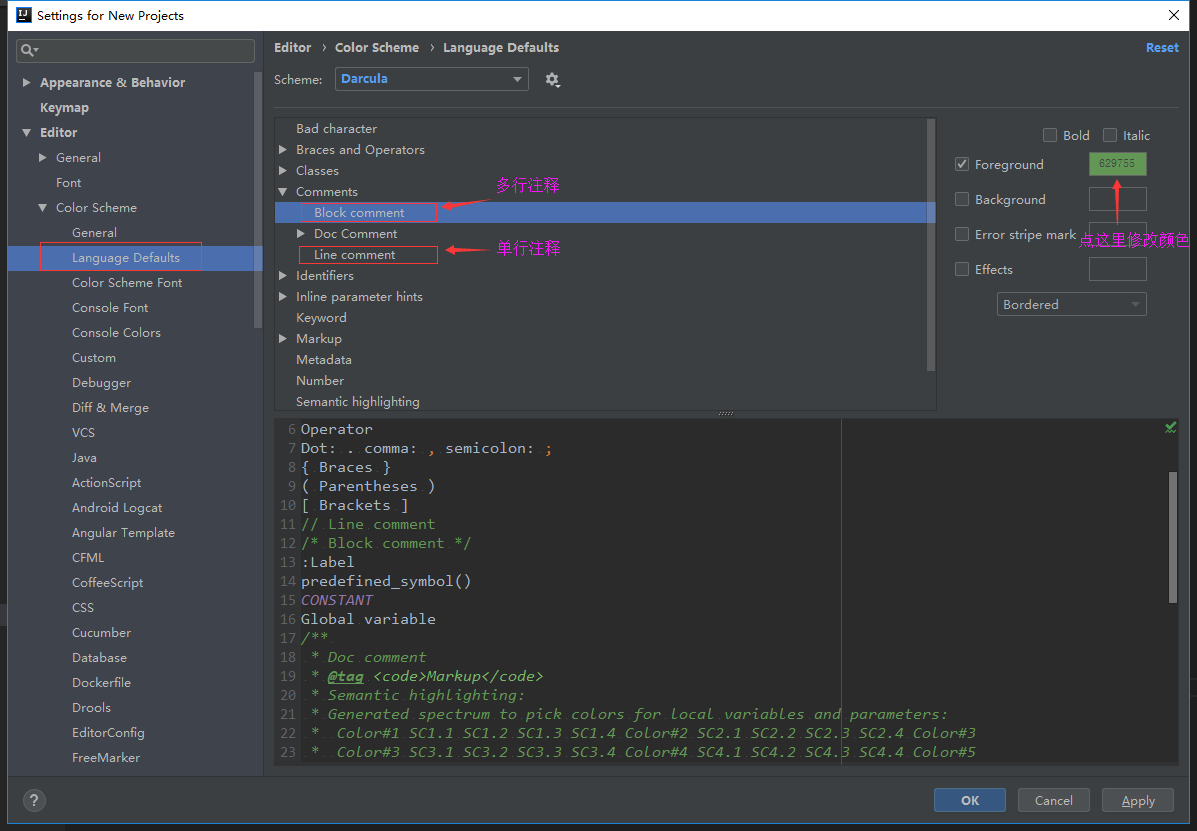 Settings for New Projects
Appearance & Behavior
Keymap
Editor
General
Font
Color Scheme
General
Language Defaults
Color Scheme Font
Console Font
Console Colors
Custom
Debugger
Diff & Merge
VCS
Java
ActionScript
Android Logcat
Angular Template
CFML
CoffeeScript
CSS
Cucumber
Database
Dockerfile
Drools
EditorConfig
FreeMarker
Editor › Color Scheme › Language Defaults
Reset
Scheme: Darcula
Bad character
Braces and Operators
Classes
Comments
多行注释
Block comment
Doc Comment
Line comment
单行注释
Identifiers
Inline parameter hints
Keyword
Markup
Metadata
Number
Semantic highlighting
Bold Italic
Foreground 629755
Background
Error stripe mark
点这里修改颜色
Effects
Bordered
6 Operator
7 Dot: . comma: , semicolon: ;
8 { Braces }
9 ( Parentheses )
10 [ Brackets ]
11 // Line comment
12 /* Block comment */
13 :Label
14 predefined_symbol()
15 CONSTANT
16 Global variable
17 /**
18 * Doc comment
19 * @tag <code>Markup</code>
20 * Semantic highlighting:
21 * Generated spectrum to pick colors for local variables and parameters:
22 * Color#1 SC1.1 SC1.2 SC1.3 SC1.4 Color#2 SC2.1 SC2.2 SC2.3 SC2.4 Color#3
23 * Color#3 SC3.1 SC3.2 SC3.3 SC3.4 Color#4 SC4.1 SC4.2 SC4.3 SC4.4 Color#5
?
OK Cancel Apply